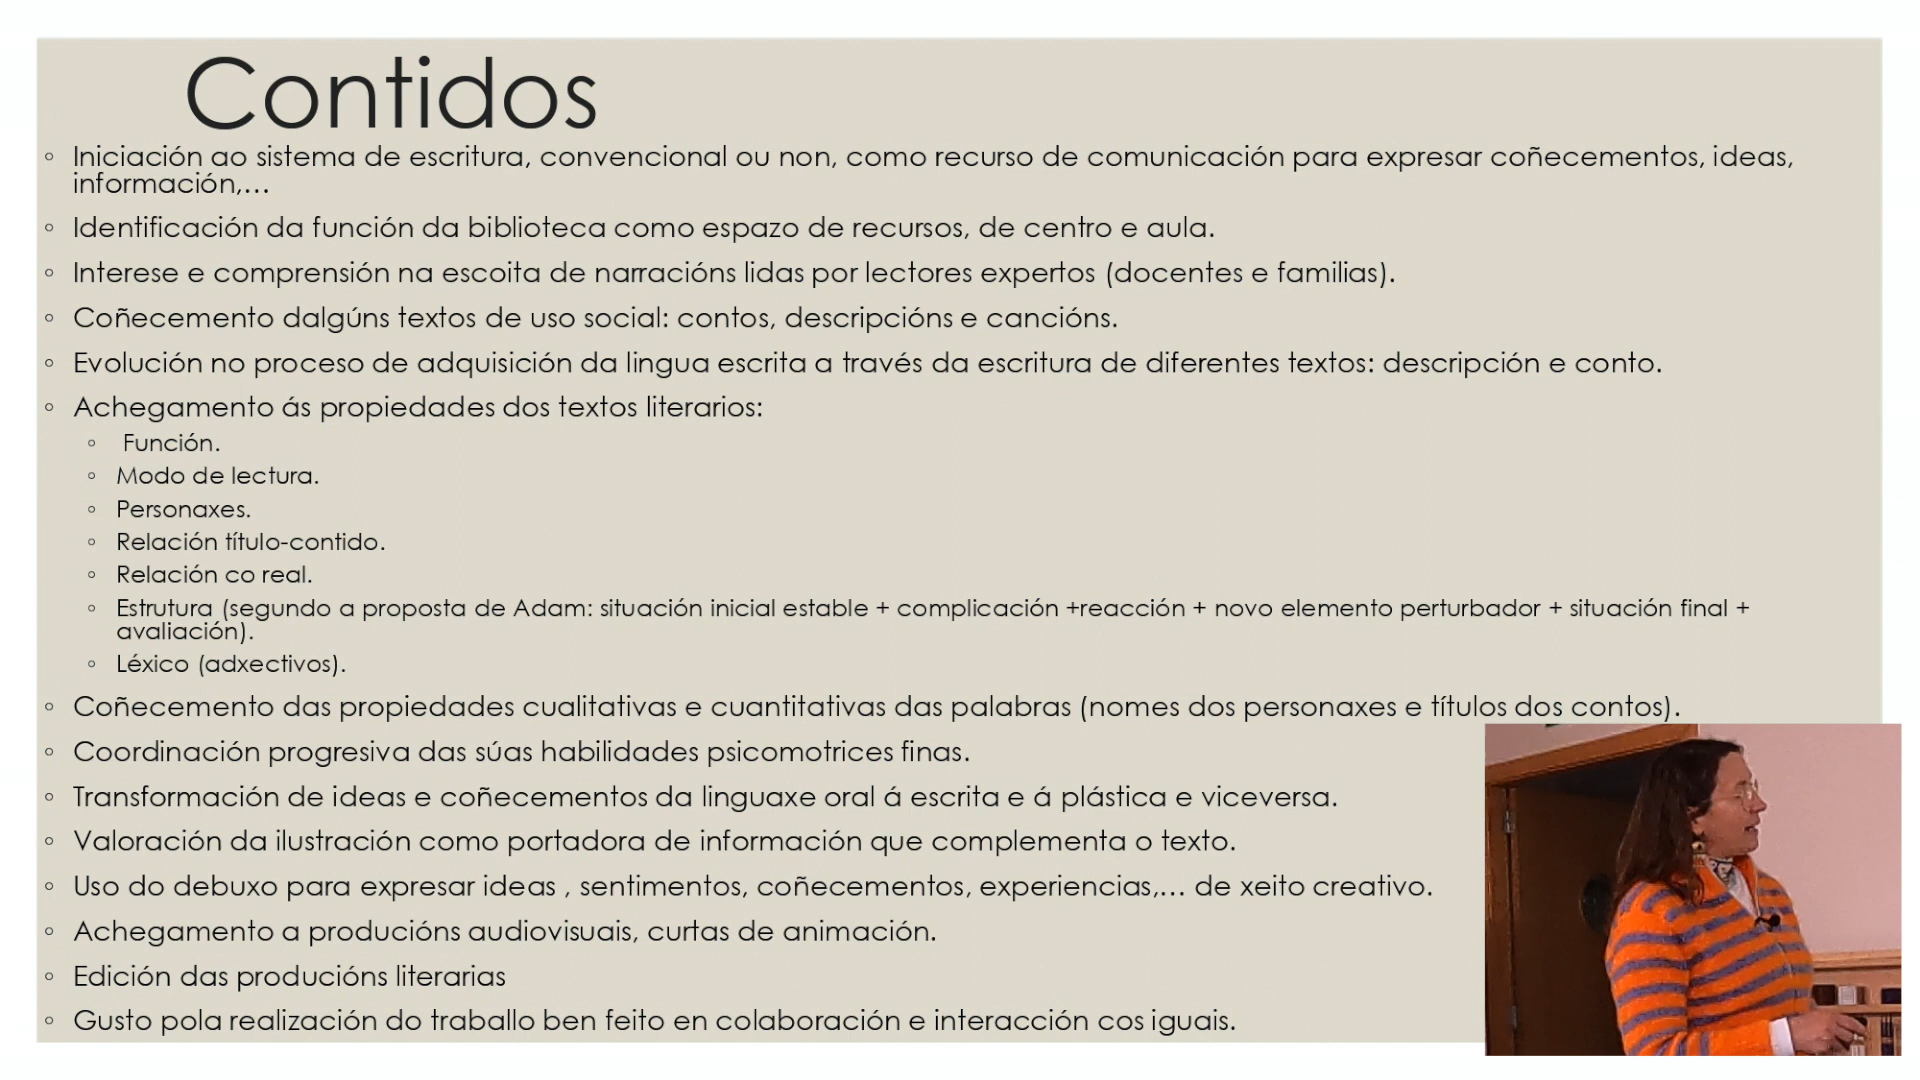 Contidos
◦ Iniciación ao sistema de escritura, convencional ou non, como recurso de comunicación para expresar coñecementos, ideas,
información,…
◦ Identificación da función da biblioteca como espazo de recursos, de centro e aula.
◦ Interese e comprensión na escoita de narracións lidas por lectores expertos (docentes e familias).
◦ Coñecemento dalgúns textos de uso social: contos, descripcións e cancións.
◦ Evolución no proceso de adquisición da lingua escrita a través da escritura de diferentes textos: descripción e conto.
◦ Achegamento ás propiedades dos textos literarios:
◦ Función.
◦ Modo de lectura.
◦ Personaxes.
◦ Relación título-contido.
◦ Relación co real.
◦ Estrutura (segundo a proposta de Adam: situación inicial estable + complicación +reacción + novo elemento perturbador + situación final +
avaliación).
◦ Léxico (adxectivos).
◦ Coñecemento das propiedades cualitativas e cuantitativas das palabras (nomes dos personaxes e títulos dos contos).
◦ Coordinación progresiva das súas habilidades psicomotrices finas.
◦ Transformación de ideas e coñecementos da linguaxe oral á escrita e á plástica e viceversa.
◦ Valoración da ilustración como portadora de información que complementa o texto.
◦ Uso do debuxo para expresar ideas , sentimentos, coñecementos, experiencias,… de xeito creativo.
◦ Achegamento a producións audiovisuais, curtas de animación.
◦ Edición das producións literarias
◦ Gusto pola realización do traballo ben feito en colaboración e interacción cos iguais.